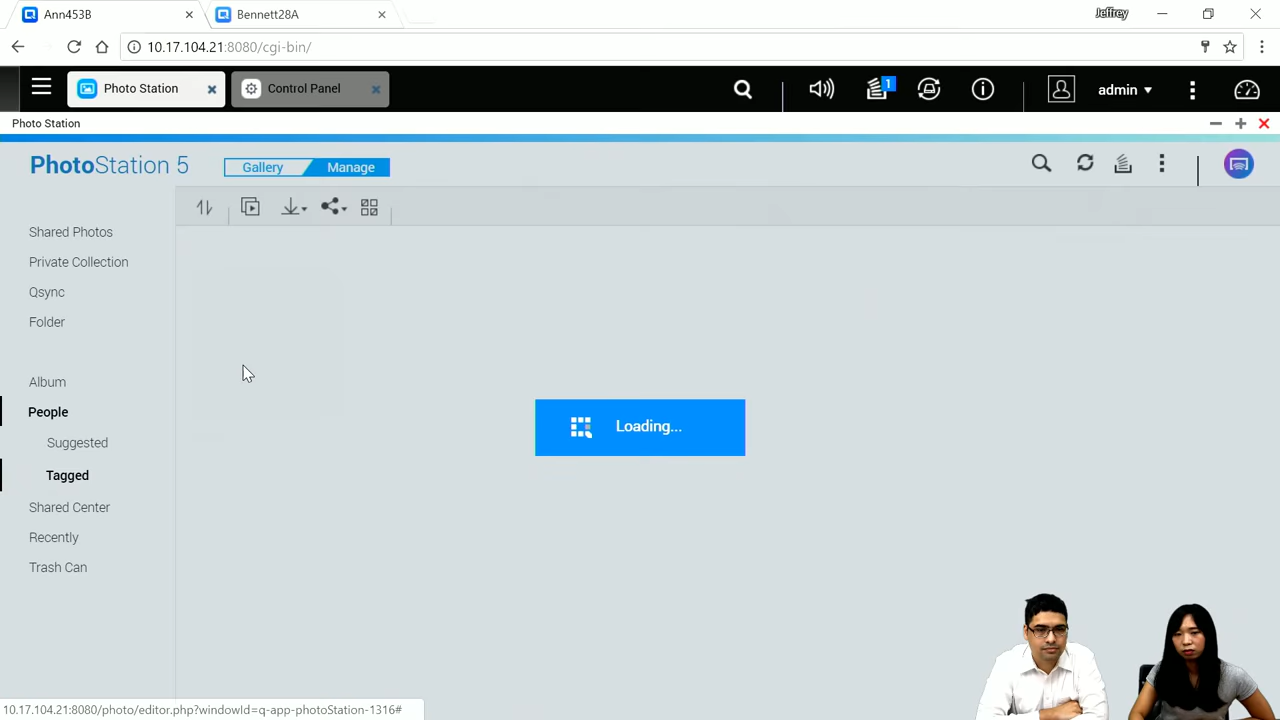 Ann453B
Bennett28A
Jeffrey
10.17.104.21:8080/cgi-bin/
Photo Station
Control Panel
1
admin
Photo Station
PhotoStation 5
Gallery
Manage
Shared Photos
Private Collection
Qsync
Folder
Album
People
Suggested
Tagged
Shared Center
Recently
Trash Can
Loading...
10.17.104.21:8080/photo/editor.php?windowId=q-app-photoStation-1316#